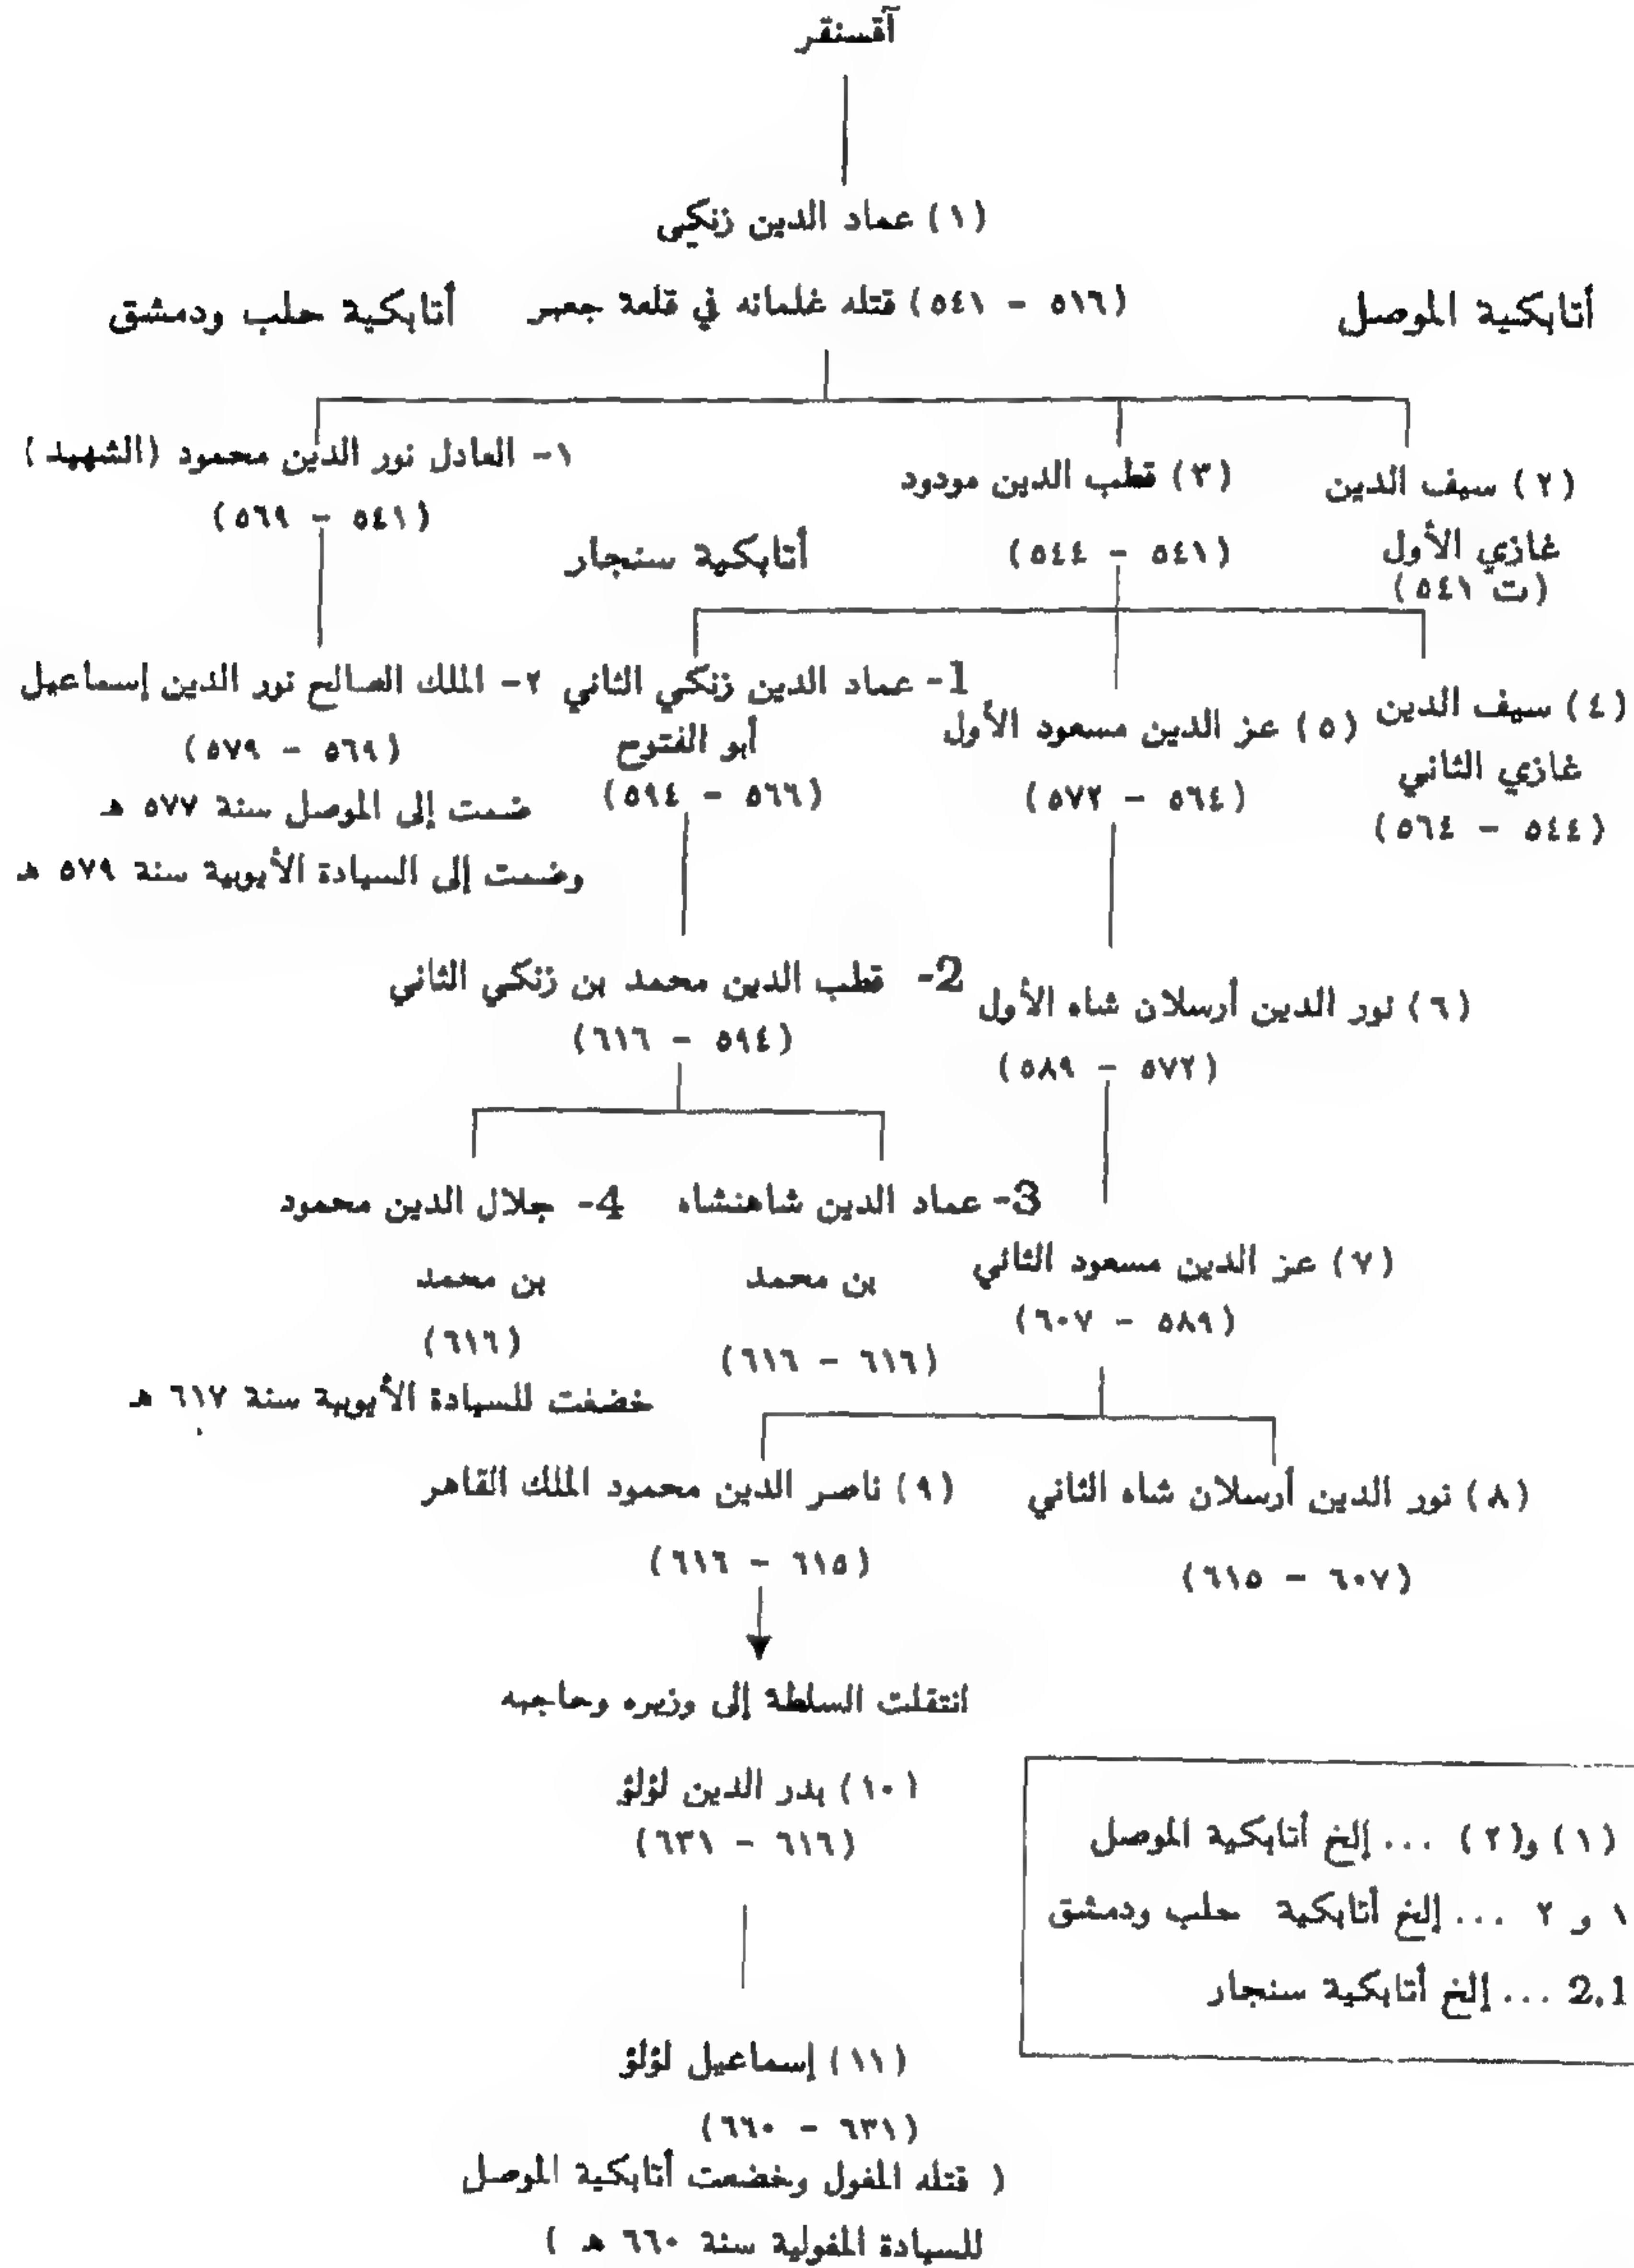 آقسنقر
(١) عماد الدين زنكي
أتابكية الموصل
(٥١٦ - ٥٤١) قتله غلمانه في قلعة جعبر
أتابكية حلب ودمشق
(٢) سيف الدين
غازي الأول
(ت ٥٤١)
(٣) قطب الدين مودود
(٥٤١ - ٥٤٤)
١- العادل نور الدين محمود (الشهيد)
(٥٤١ - ٥٦٩)
أتابكية سنجار
(٤) سيف الدين
غازي الثاني
(٥٤٤ - ٥٦٤)
(٥) عز الدين مسعود الأول
(٥٦٤ - ٥٧٢)
1- عماد الدين زنكي الثاني
أبو الفتوح
(٥٦٦ - ٥٩٤)
٢- الملك الصالح نور الدين إسماعيل
(٥٦٩ - ٥٧٩)
ضمت إلى الموصل سنة ٥٧٧ هـ
وضمت إلى السيادة الأيوبية سنة ٥٧٩ هـ
(٦) نور الدين أرسلان شاه الأول
(٥٧٢ - ٥٨٩)
2- قطب الدين محمد بن زنكي الثاني
(٥٩٤ - ٦١٦)
3- عماد الدين شاهنشاه
بن محمد
(٦١٦ - ٦١٦)
4- جلال الدين محمود
بن محمد
(٦١٦)
خضفت للسيادة الأيوبية سنة ٦١٧ هـ
(٧) عز الدين مسعود الثاني
(٥٨٩ - ٦٠٧)
(٨) نور الدين أرسلان شاه الثاني
(٦٠٧ - ٦١٥)
(٩) ناصر الدين محمود الملك القاهر
(٦١٥ - ٦١٦)
انتقلت السلطة إلى وزيره وحاجبه
(١٠) بدر الدين لؤلؤ
(٦١٦ - ٦٣١)
(١١) إسماعيل لؤلؤ
(٦٣١ - ٦٦٠)
( قتله المغول وخضعت أتابكية الموصل
للسيادة المغولية سنة ٦٦٠ هـ )
(١) و(٢) ... إلخ أتابكية الموصل
١ و ٢ ... إلخ أتابكية حلب ودمشق
2,1 ... إلخ أتابكية سنجار